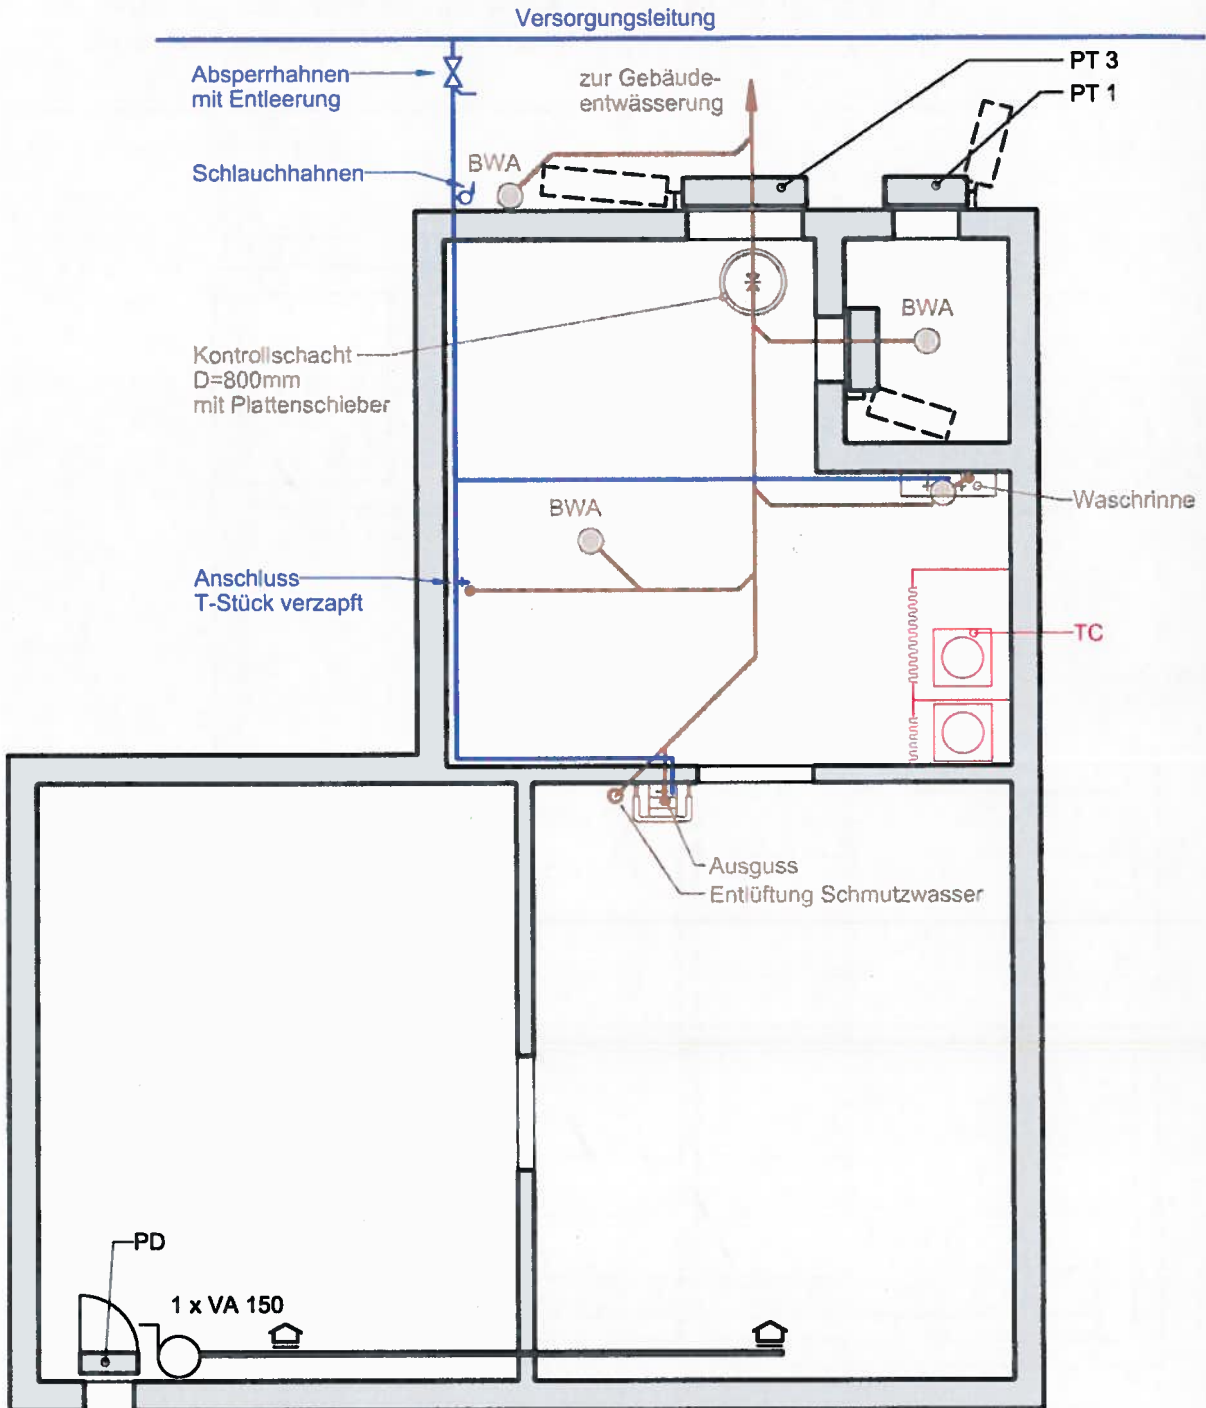 Versorgungsleitung
Absperrhahnen
mit Entleerung
zur Gebäude-
entwässerung
PT 3
PT 1
Schlauchhahnen
BWA
BWA
Kontrollschacht
D=800mm
mit Plattenschieber
Waschrinne
BWA
Anschluss
T-Stück verzapft
TC
Ausguss
Entlüftung Schmutzwasser
PD
1 x VA 150